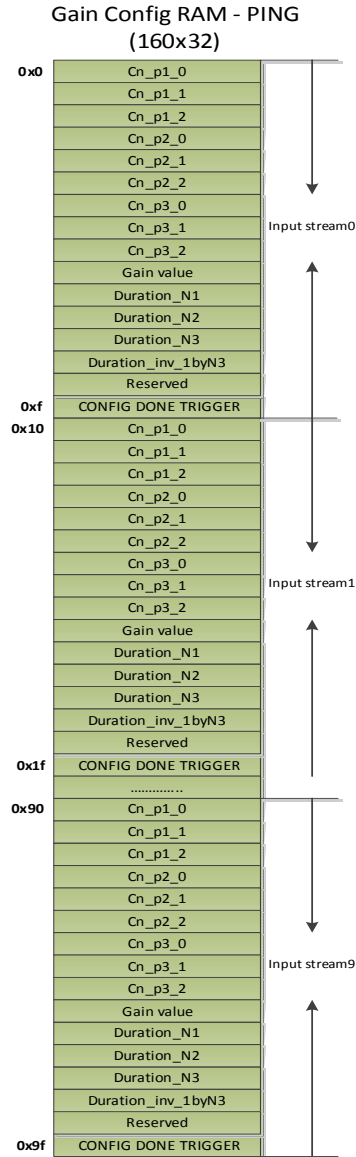 Gain Config RAM - PING
(160x32)
0x0 Cn_p1_0
Cn_p1_1
Cn_p1_2
Cn_p2_0
Cn_p2_1
Cn_p2_2
Cn_p3_0
Cn_p3_1 Input stream0
Cn_p3_2
Gain value
Duration_N1
Duration_N2
Duration_N3
Duration_inv_1byN3
Reserved
0xf CONFIG DONE TRIGGER
0x10 Cn_p1_0
Cn_p1_1
Cn_p1_2
Cn_p2_0
Cn_p2_1
Cn_p2_2
Cn_p3_0
Cn_p3_1 Input stream1
Cn_p3_2
Gain value
Duration_N1
Duration_N2
Duration_N3
Duration_inv_1byN3
Reserved
0x1f CONFIG DONE TRIGGER
..............
0x90 Cn_p1_0
Cn_p1_1
Cn_p1_2
Cn_p2_0
Cn_p2_1
Cn_p2_2
Cn_p3_0
Cn_p3_1 Input stream9
Cn_p3_2
Gain value
Duration_N1
Duration_N2
Duration_N3
Duration_inv_1byN3
Reserved
0x9f CONFIG DONE TRIGGER